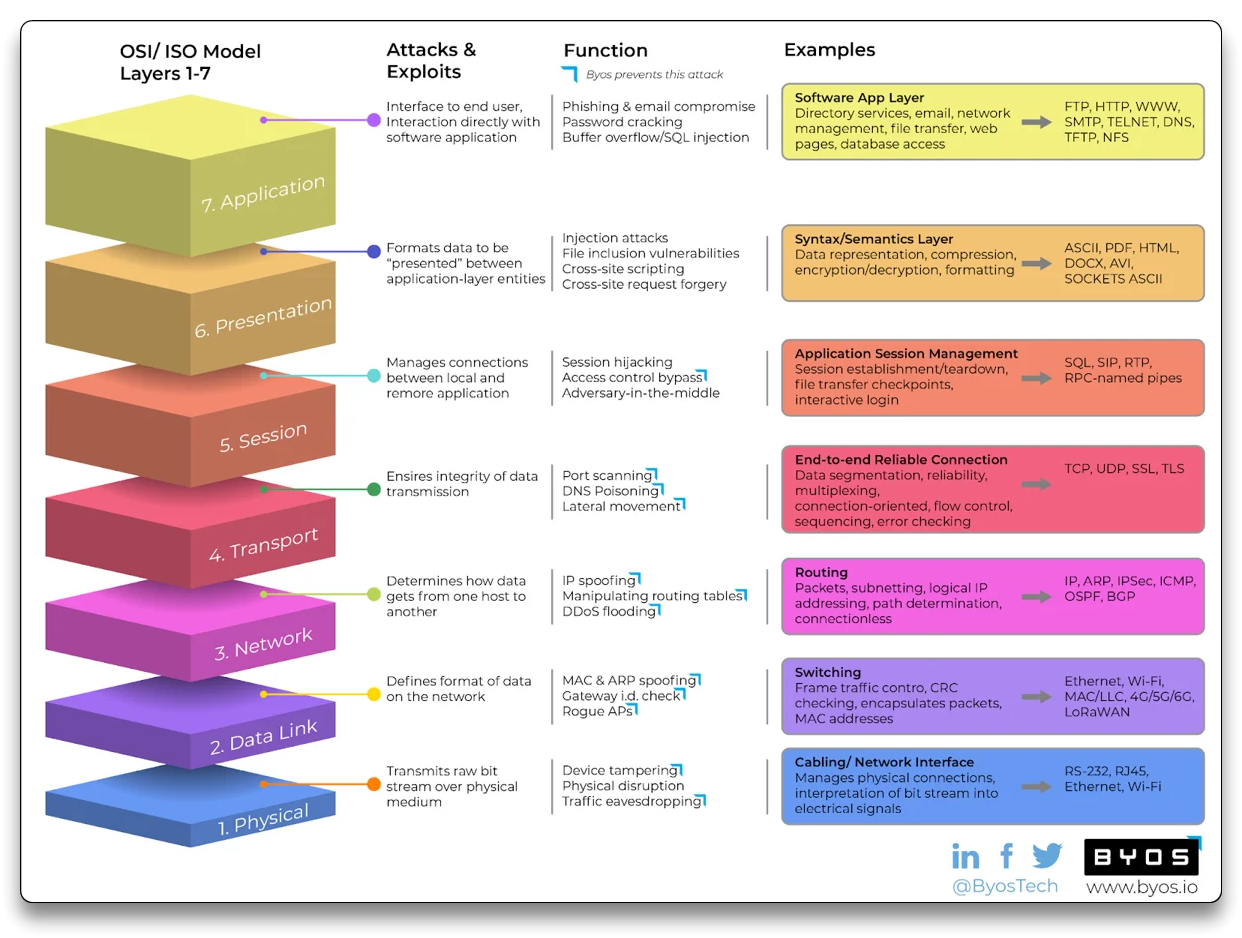 OSI/ ISO Model
Layers 1-7
Attacks &
Exploits
Function
Byos prevents this attack
Examples
7. Application
Interface to end user,
Interaction directly with
software application
Phishing & email compromise
Password cracking
Buffer overflow/SQL injection
Software App Layer
Directory services, email, network
management, file transfer, web
pages, database access
FTP, HTTP, WWW,
SMTP, TELNET, DNS,
TFTP, NFS
6. Presentation
Formats data to be
“presented” between
application-layer entities
Injection attacks
File inclusion vulnerabilities
Cross-site scripting
Cross-site request forgery
Syntax/Semantics Layer
Data representation, compression,
encryption/decryption, formatting
ASCII, PDF, HTML,
DOCX, AVI,
SOCKETS ASCII
5. Session
Manages connections
between local and
remore application
Session hijacking
Access control bypass
Adversary-in-the-middle
Application Session Management
Session establishment/teardown,
file transfer checkpoints,
interactive login
SQL, SIP, RTP,
RPC-named pipes
4. Transport
Ensires integrity of data
transmission
Port scanning
DNS Poisoning
Lateral movement
End-to-end Reliable Connection
Data segmentation, reliability,
multiplexing,
connection-oriented, flow control,
sequencing, error checking
TCP, UDP, SSL, TLS
3. Network
Determines how data
gets from one host to
another
IP spoofing
Manipulating routing tables
DDoS flooding
Routing
Packets, subnetting, logical IP
addressing, path determination,
connectionless
IP, ARP, IPSec, ICMP,
OSPF, BGP
2. Data Link
Defines format of data
on the network
MAC & ARP spoofing
Gateway i.d. check
Rogue APs
Switching
Frame traffic contro, CRC
checking, encapsulates packets,
MAC addresses
Ethernet, Wi-Fi,
MAC/LLC, 4G/5G/6G,
LoRaWAN
1. Physical
Transmits raw bit
stream over physical
medium
Device tampering
Physical disruption
Traffic eavesdropping
Cabling/ Network Interface
Manages physical connections,
interpretation of bit stream into
electrical signals
RS-232, RJ45,
Ethernet, Wi-Fi
in f
@ByosTech
BYOS
www.byos.io